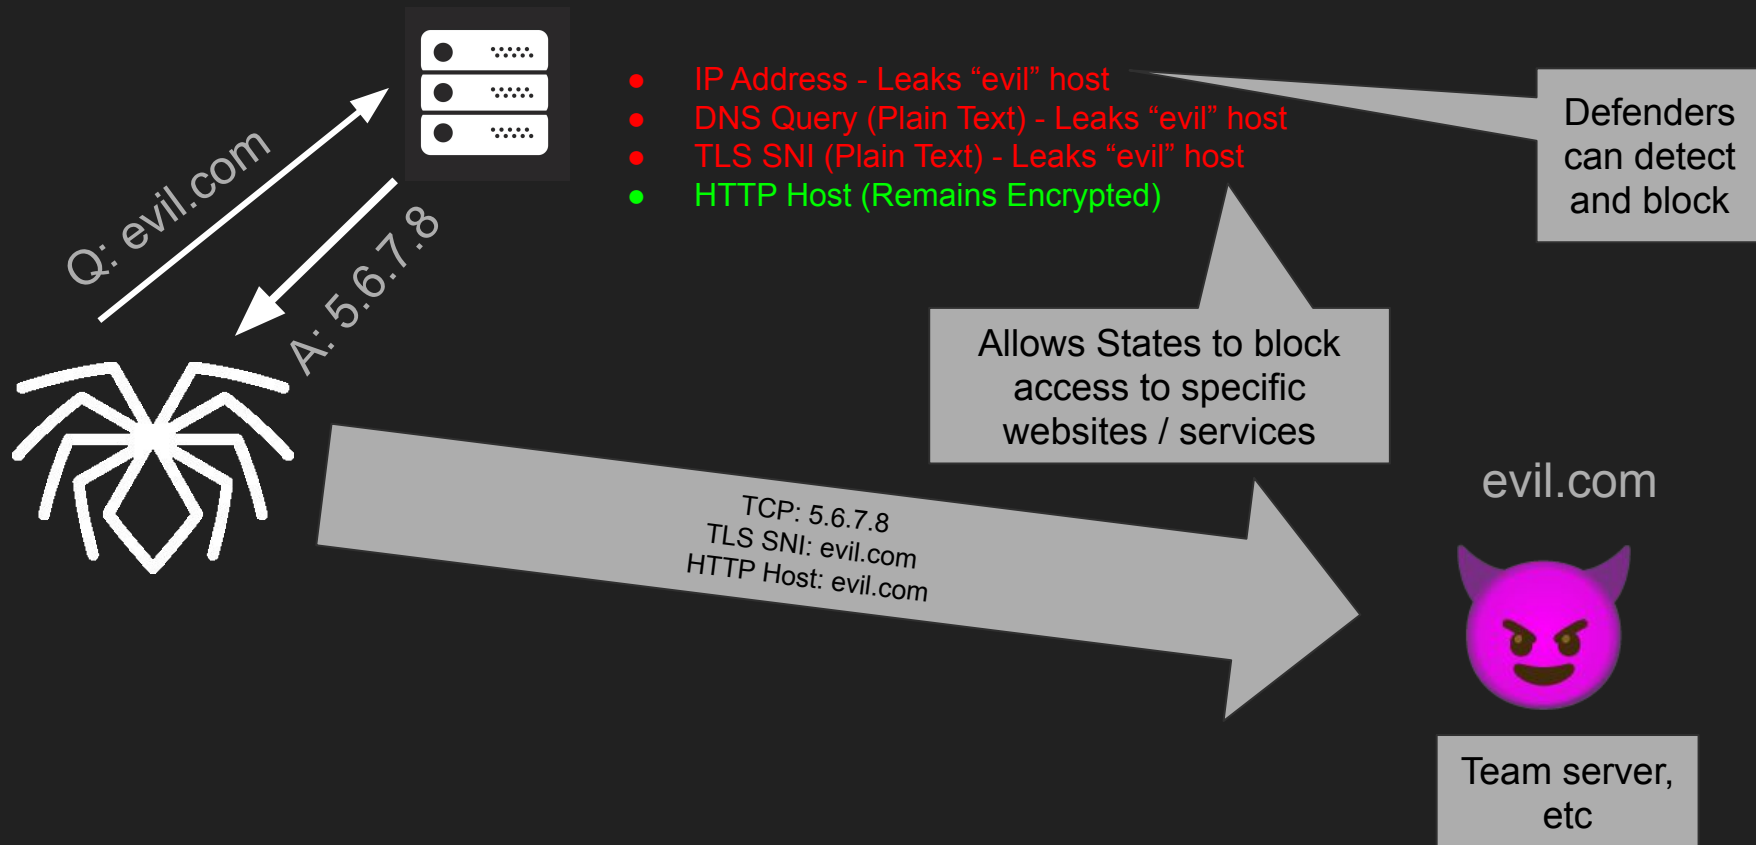 Q: evil.com
A: 5.6.7.8
● IP Address - Leaks “evil” host
● DNS Query (Plain Text) - Leaks “evil” host
● TLS SNI (Plain Text) - Leaks “evil” host
● HTTP Host (Remains Encrypted)
Defenders
can detect
and block
Allows States to block
access to specific
websites / services
TCP: 5.6.7.8
TLS SNI: evil.com
HTTP Host: evil.com
evil.com
Team server,
etc